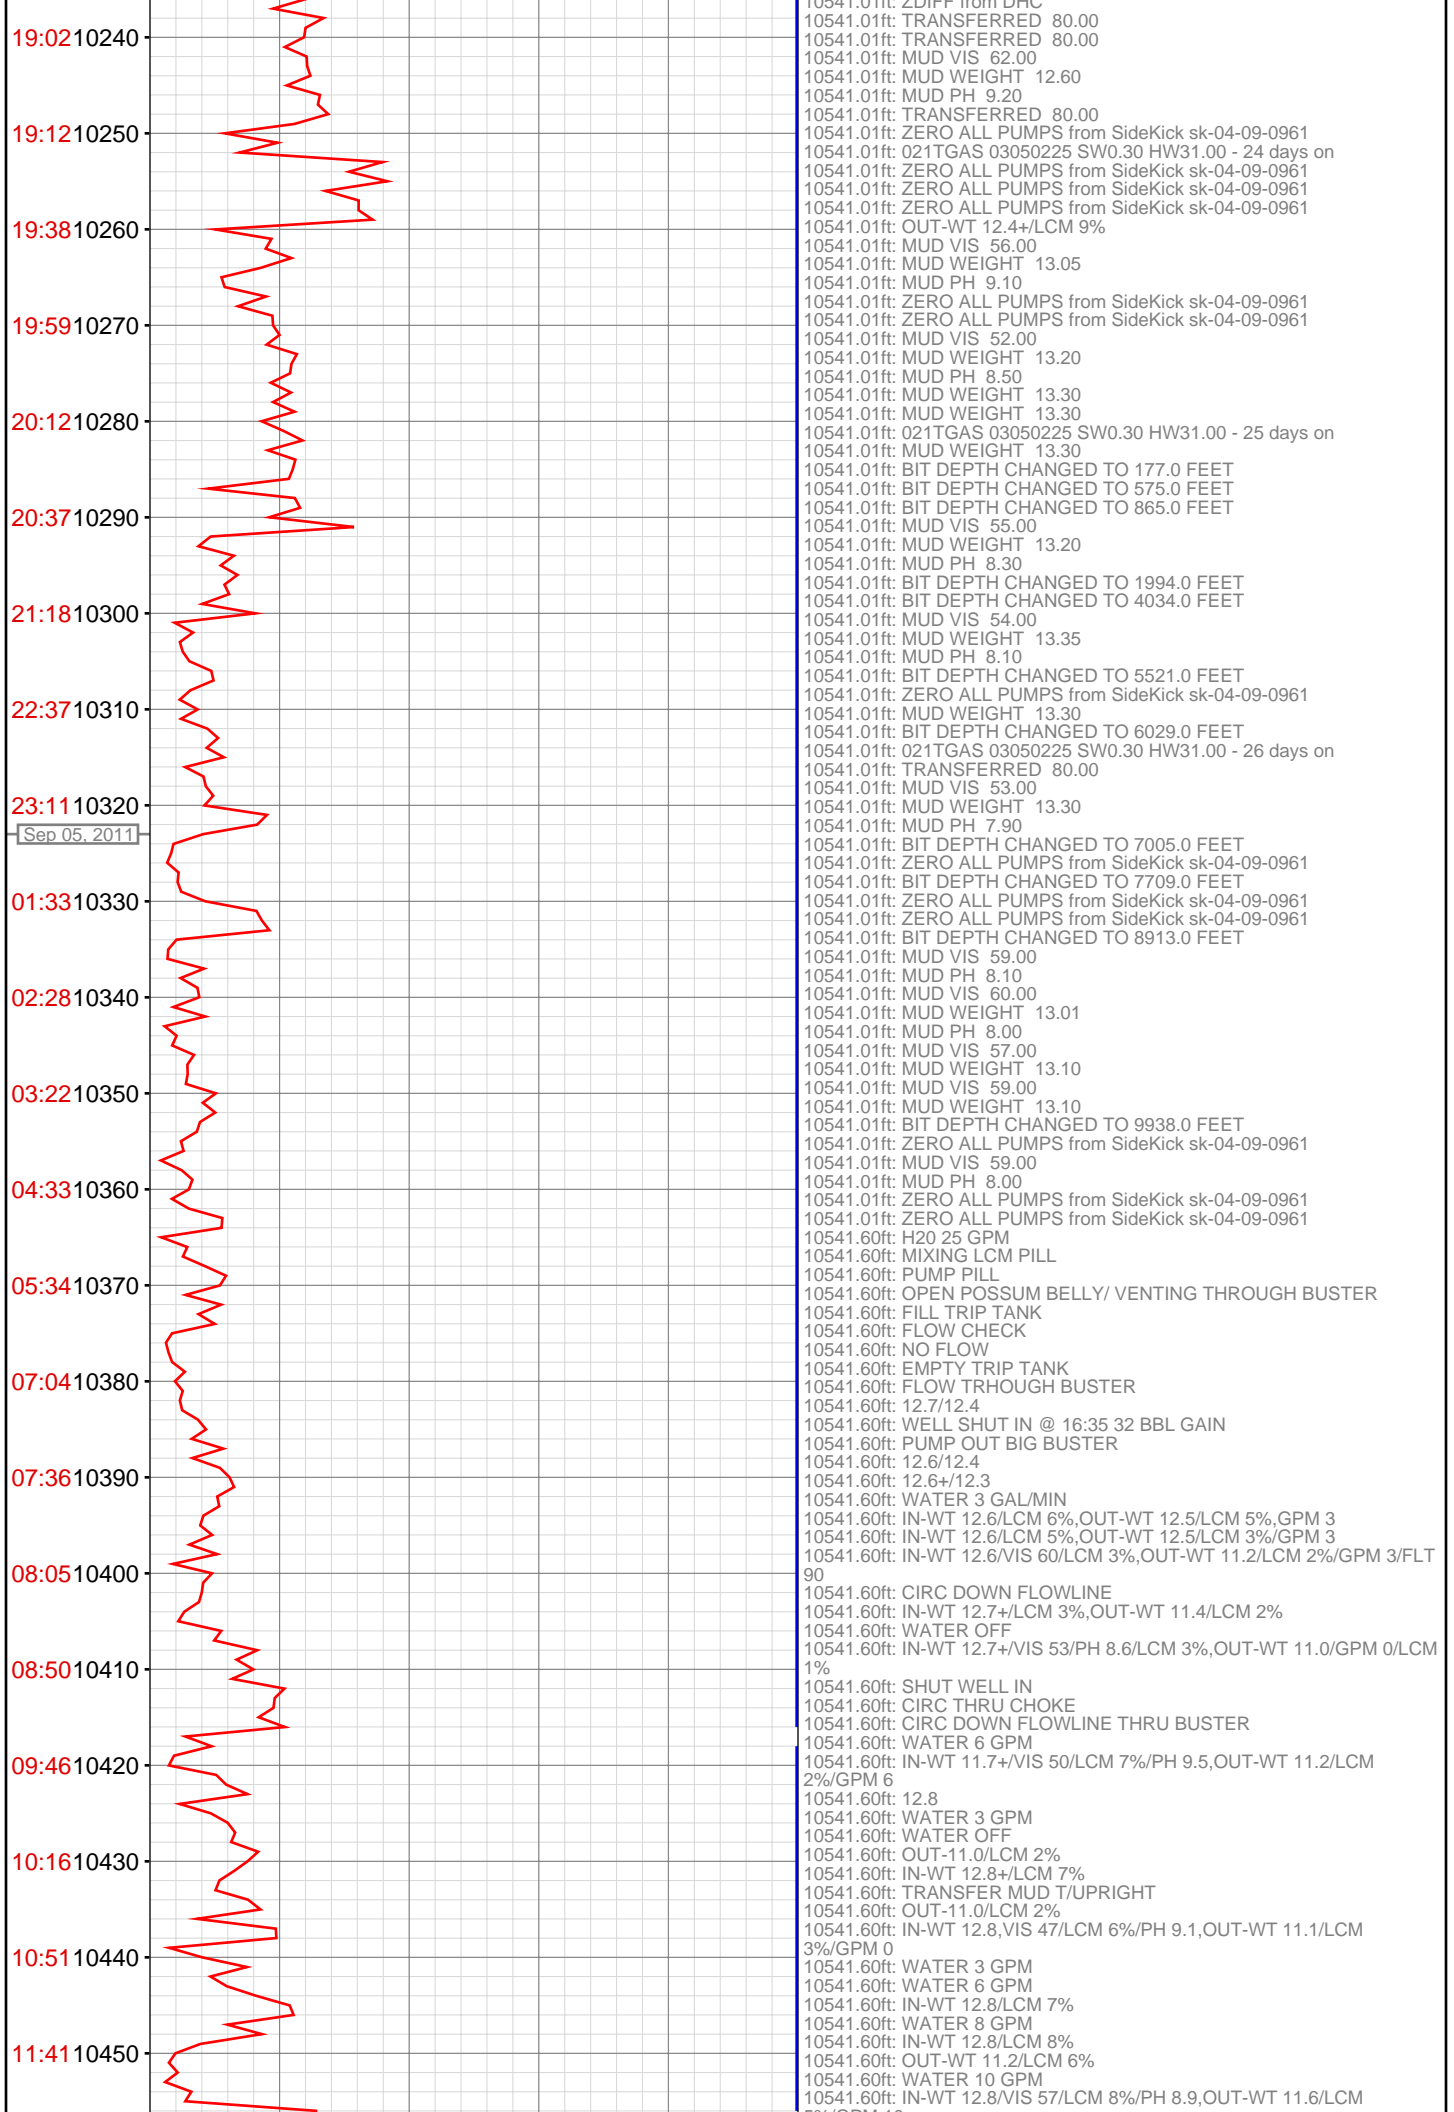 19:02 10240
19:12 10250
19:38 10260
19:59 10270
20:12 10280
20:37 10290
21:18 10300
22:37 10310
23:11 10320
Sep 05, 2011
01:33 10330
02:28 10340
03:22 10350
04:33 10360
05:34 10370
07:04 10380
07:36 10390
08:05 10400
08:50 10410
09:46 10420
10:16 10430
10:51 10440
11:41 10450
10541.01ft: ZDIFF from DHC
10541.01ft: TRANSFERRED 80.00
10541.01ft: TRANSFERRED 80.00
10541.01ft: MUD VIS 62.00
10541.01ft: MUD WEIGHT 12.60
10541.01ft: MUD PH 9.20
10541.01ft: TRANSFERRED 80.00
10541.01ft: ZERO ALL PUMPS from SideKick sk-04-09-0961
10541.01ft: 021TGAS 03050225 SW0.30 HW31.00 - 24 days on
10541.01ft: ZERO ALL PUMPS from SideKick sk-04-09-0961
10541.01ft: ZERO ALL PUMPS from SideKick sk-04-09-0961
10541.01ft: ZERO ALL PUMPS from SideKick sk-04-09-0961
10541.01ft: OUT-WT 12.4+/LCM 9%
10541.01ft: MUD VIS 56.00
10541.01ft: MUD WEIGHT 13.05
10541.01ft: MUD PH 9.10
10541.01ft: ZERO ALL PUMPS from SideKick sk-04-09-0961
10541.01ft: ZERO ALL PUMPS from SideKick sk-04-09-0961
10541.01ft: MUD VIS 52.00
10541.01ft: MUD WEIGHT 13.20
10541.01ft: MUD PH 8.50
10541.01ft: MUD WEIGHT 13.30
10541.01ft: MUD WEIGHT 13.30
10541.01ft: 021TGAS 03050225 SW0.30 HW31.00 - 25 days on
10541.01ft: MUD WEIGHT 13.30
10541.01ft: BIT DEPTH CHANGED TO 177.0 FEET
10541.01ft: BIT DEPTH CHANGED TO 575.0 FEET
10541.01ft: BIT DEPTH CHANGED TO 865.0 FEET
10541.01ft: MUD VIS 55.00
10541.01ft: MUD WEIGHT 13.20
10541.01ft: MUD PH 8.30
10541.01ft: BIT DEPTH CHANGED TO 1994.0 FEET
10541.01ft: BIT DEPTH CHANGED TO 4034.0 FEET
10541.01ft: MUD VIS 54.00
10541.01ft: MUD WEIGHT 13.35
10541.01ft: MUD PH 8.10
10541.01ft: BIT DEPTH CHANGED TO 5521.0 FEET
10541.01ft: ZERO ALL PUMPS from SideKick sk-04-09-0961
10541.01ft: MUD WEIGHT 13.30
10541.01ft: BIT DEPTH CHANGED TO 6029.0 FEET
10541.01ft: 021TGAS 03050225 SW0.30 HW31.00 - 26 days on
10541.01ft: TRANSFERRED 80.00
10541.01ft: MUD VIS 53.00
10541.01ft: MUD WEIGHT 13.30
10541.01ft: MUD PH 7.90
10541.01ft: BIT DEPTH CHANGED TO 7005.0 FEET
10541.01ft: ZERO ALL PUMPS from SideKick sk-04-09-0961
10541.01ft: BIT DEPTH CHANGED TO 7709.0 FEET
10541.01ft: ZERO ALL PUMPS from SideKick sk-04-09-0961
10541.01ft: ZERO ALL PUMPS from SideKick sk-04-09-0961
10541.01ft: BIT DEPTH CHANGED TO 8913.0 FEET
10541.01ft: MUD VIS 59.00
10541.01ft: MUD PH 8.10
10541.01ft: MUD VIS 60.00
10541.01ft: MUD WEIGHT 13.01
10541.01ft: MUD PH 8.00
10541.01ft: MUD VIS 57.00
10541.01ft: MUD WEIGHT 13.10
10541.01ft: MUD VIS 59.00
10541.01ft: MUD WEIGHT 13.10
10541.01ft: BIT DEPTH CHANGED TO 9938.0 FEET
10541.01ft: ZERO ALL PUMPS from SideKick sk-04-09-0961
10541.01ft: MUD VIS 59.00
10541.01ft: MUD PH 8.00
10541.01ft: ZERO ALL PUMPS from SideKick sk-04-09-0961
10541.01ft: ZERO ALL PUMPS from SideKick sk-04-09-0961
10541.60ft: H20 25 GPM
10541.60ft: MIXING LCM PILL
10541.60ft: PUMP PILL
10541.60ft: OPEN POSSUM BELLY/ VENTING THROUGH BUSTER
10541.60ft: FILL TRIP TANK
10541.60ft: FLOW CHECK
10541.60ft: NO FLOW
10541.60ft: EMPTY TRIP TANK
10541.60ft: FLOW TRHOUGH BUSTER
10541.60ft: 12.7/12.4
10541.60ft: WELL SHUT IN @ 16:35 32 BBL GAIN
10541.60ft: PUMP OUT BIG BUSTER
10541.60ft: 12.6/12.4
10541.60ft: 12.6+/12.3
10541.60ft: WATER 3 GAL/MIN
10541.60ft: IN-WT 12.6/LCM 6%,OUT-WT 12.5/LCM 5%,GPM 3
10541.60ft: IN-WT 12.6/LCM 5%,OUT-WT 12.5/LCM 3%/GPM 3
10541.60ft: IN-WT 12.6/VIS 60/LCM 3%,OUT-WT 11.2/LCM 2%/GPM 3/FLT
90
10541.60ft: CIRC DOWN FLOWLINE
10541.60ft: IN-WT 12.7+/LCM 3%,OUT-WT 11.4/LCM 2%
10541.60ft: WATER OFF
10541.60ft: IN-WT 12.7+/VIS 53/PH 8.6/LCM 3%,OUT-WT 11.0/GPM 0/LCM
1%
10541.60ft: SHUT WELL IN
10541.60ft: CIRC THRU CHOKE
10541.60ft: CIRC DOWN FLOWLINE THRU BUSTER
10541.60ft: WATER 6 GPM
10541.60ft: IN-WT 11.7+/VIS 50/LCM 7%/PH 9.5,OUT-WT 11.2/LCM
2%/GPM 6
10541.60ft: 12.8
10541.60ft: WATER 3 GPM
10541.60ft: WATER OFF
10541.60ft: OUT-11.0/LCM 2%
10541.60ft: IN-WT 12.8+/LCM 7%
10541.60ft: TRANSFER MUD T/UPRIGHT
10541.60ft: OUT-11.0/LCM 2%
10541.60ft: IN-WT 12.8,VIS 47/LCM 6%/PH 9.1,OUT-WT 11.1/LCM
3%/GPM 0
10541.60ft: WATER 3 GPM
10541.60ft: WATER 6 GPM
10541.60ft: IN-WT 12.8/LCM 7%
10541.60ft: WATER 8 GPM
10541.60ft: IN-WT 12.8/LCM 8%
10541.60ft: OUT-WT 11.2/LCM 6%
10541.60ft: WATER 10 GPM
10541.60ft: IN-WT 12.8/VIS 57/LCM 8%/PH 8.9,OUT-WT 11.6/LCM